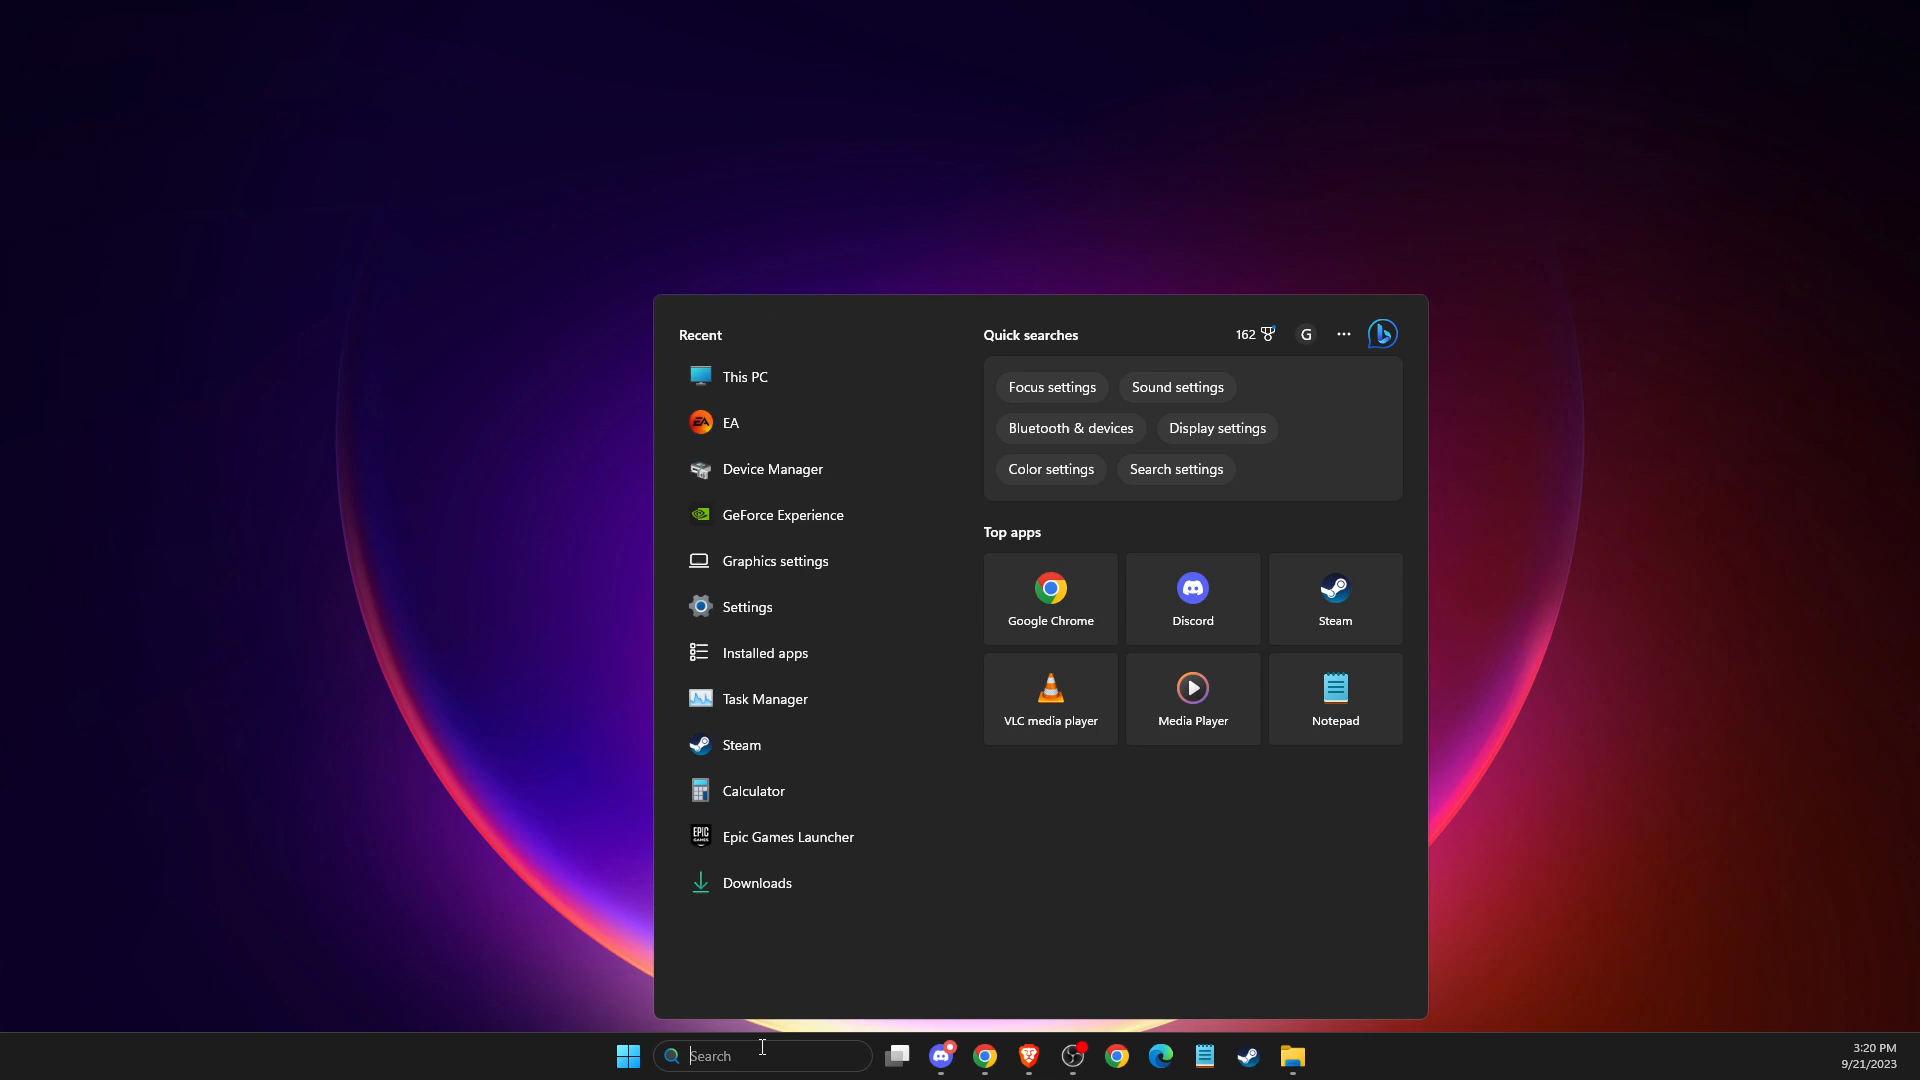 Recent
This PC
EA
Device Manager
GeForce Experience
Graphics settings
Settings
Installed apps
Task Manager
Steam
Calculator
EPIC GAMES Epic Games Launcher
Downloads
Quick searches 162 G
Focus settings Sound settings
Bluetooth & devices Display settings
Color settings Search settings
Top apps
Google Chrome Discord Steam
VLC media player Media Player Notepad
Search
3:20 PM
9/21/2023